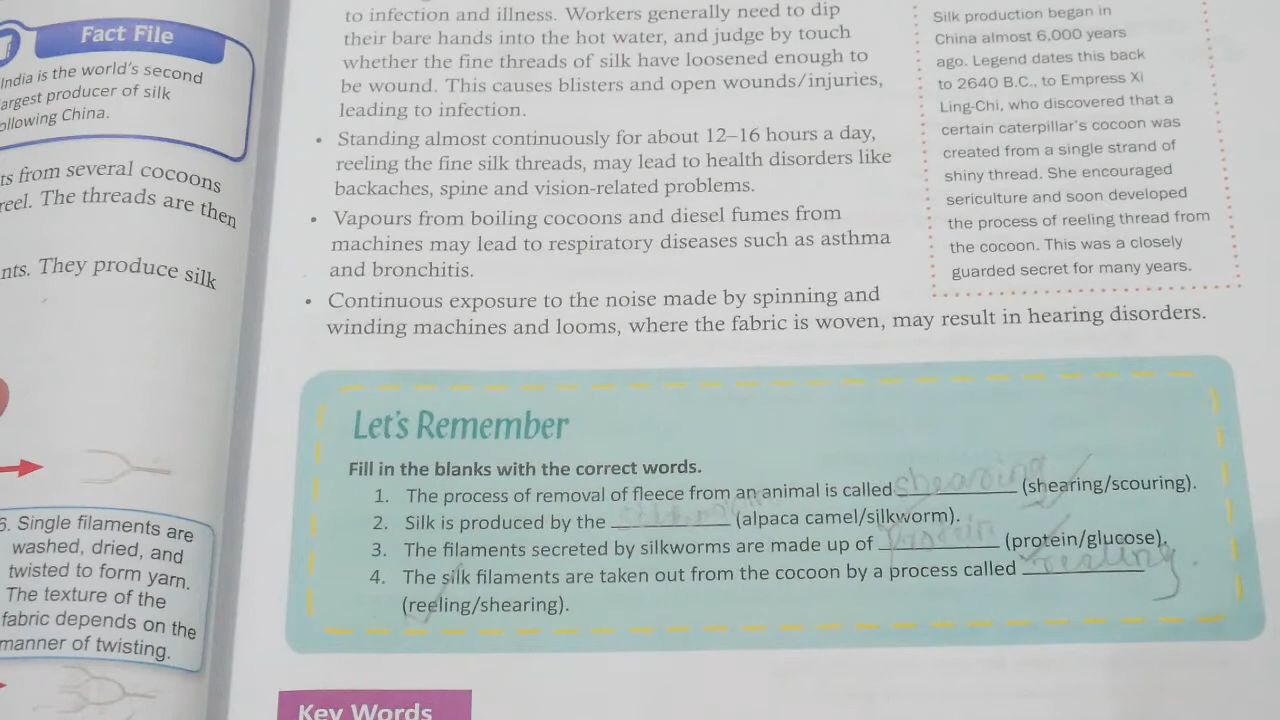 Fact File
India is the world's second
largest producer of silk
following China.
ts from several cocoons
reel. The threads are then
nts. They produce silk
6. Single filaments are
washed, dried, and
twisted to form yarn.
The texture of the
fabric depends on the
manner of twisting.
to infection and illness. Workers generally need to dip
their bare hands into the hot water, and judge by touch
whether the fine threads of silk have loosened enough to
be wound. This causes blisters and open wounds/injuries,
leading to infection.
• Standing almost continuously for about 12–16 hours a day,
reeling the fine silk threads, may lead to health disorders like
backaches, spine and vision-related problems.
• Vapours from boiling cocoons and diesel fumes from
machines may lead to respiratory diseases such as asthma
and bronchitis.
• Continuous exposure to the noise made by spinning and
winding machines and looms, where the fabric is woven, may result in hearing disorders.
Silk production began in
China almost 6,000 years
ago. Legend dates this back
to 2640 B.C., to Empress Xi
Ling-Chi, who discovered that a
certain caterpillar's cocoon was
created from a single strand of
shiny thread. She encouraged
sericulture and soon developed
the process of reeling thread from
the cocoon. This was a closely
guarded secret for many years.
Let's Remember
Fill in the blanks with the correct words.
1. The process of removal of fleece from an animal is called shearing (shearing/scouring).
2. Silk is produced by the ____________ (alpaca camel/silkworm).
3. The filaments secreted by silkworms are made up of Protein (protein/glucose).
4. The silk filaments are taken out from the cocoon by a process called reeling
(reeling/shearing).
Key Words